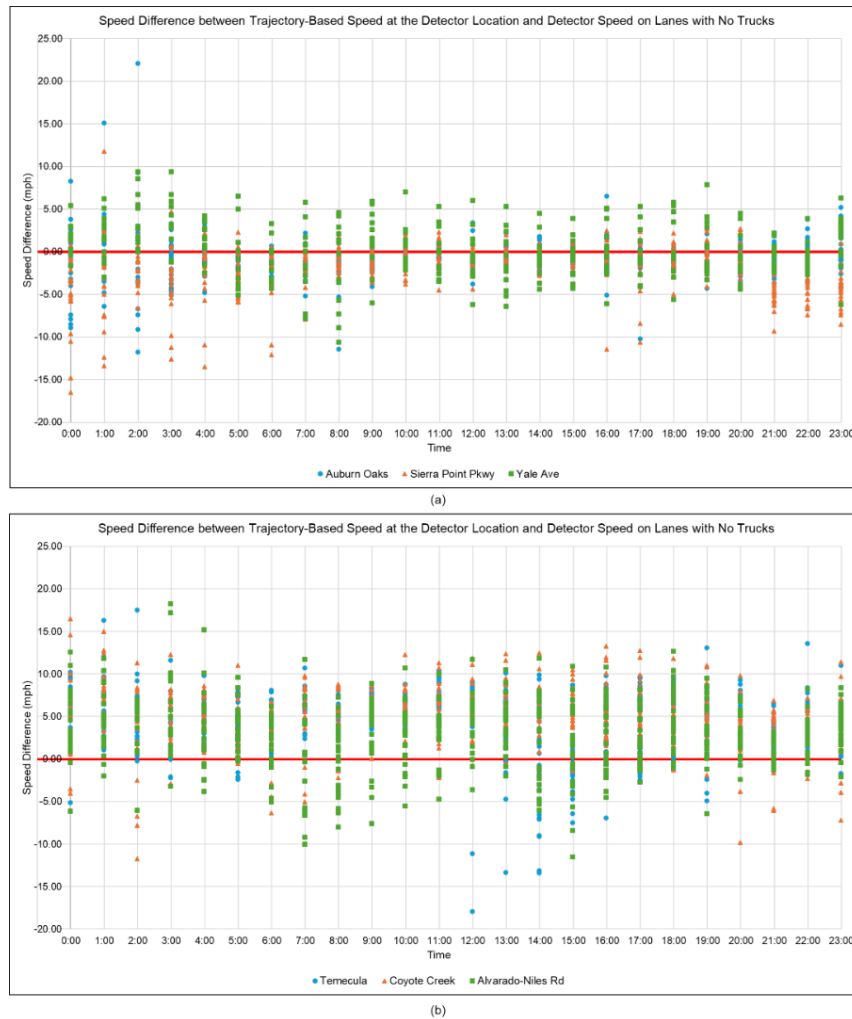 Speed Difference between Trajectory-Based Speed at the Detector Location and Detector Speed on Lanes with No Trucks
25.00
20.00
15.00
10.00
5.00
0.00
-5.00
-10.00
-15.00
-20.00
Speed Difference (mph)
0:00 1:00 2:00 3:00 4:00 5:00 6:00 7:00 8:00 9:00 10:00 11:00 12:00 13:00 14:00 15:00 16:00 17:00 18:00 19:00 20:00 21:00 22:00 23:00
Time
Auburn Oaks Sierra Point Pkwy Yale Ave
(a)
Speed Difference between Trajectory-Based Speed at the Detector Location and Detector Speed on Lanes with No Trucks
25.00
20.00
15.00
10.00
5.00
0.00
-5.00
-10.00
-15.00
-20.00
Speed Difference (mph)
0:00 1:00 2:00 3:00 4:00 5:00 6:00 7:00 8:00 9:00 10:00 11:00 12:00 13:00 14:00 15:00 16:00 17:00 18:00 19:00 20:00 21:00 22:00 23:00
Time
Temecula Coyote Creek Alvarado-Niles Rd
(b)